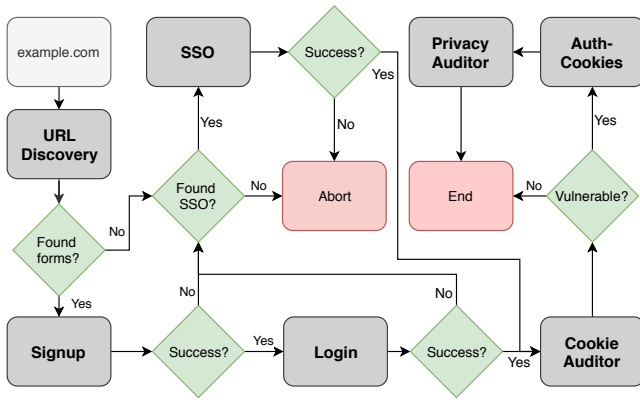 example.com
SSO
Success?
Yes
Privacy
Auditor
Auth-
Cookies
URL
Discovery
Yes
No
Yes
Found
SSO?
No
Abort
End
No
Vulnerable?
No
Found
forms?
Yes
No
No
Signup
Success?
Yes
Login
Success?
Yes
Cookie
Auditor